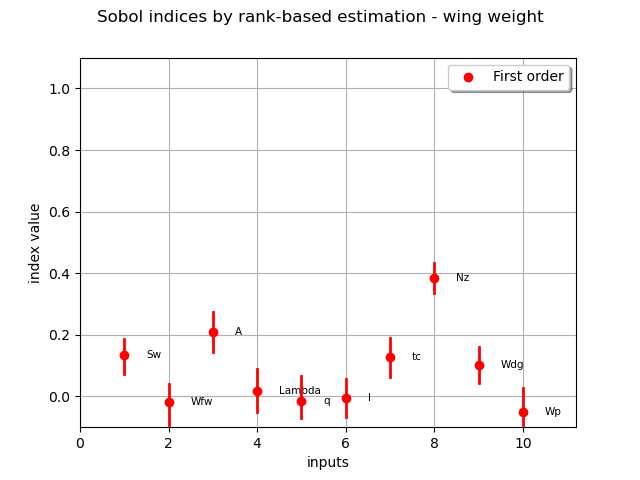 Sobol indices by rank-based estimation - wing weight
First order
1.0
0.8
0.6
0.4
0.2
0.0
index value
Sw
Wfw
A
Lambda
q
l
tc
Nz
Wdg
Wp
0 2 4 6 8 10
inputs